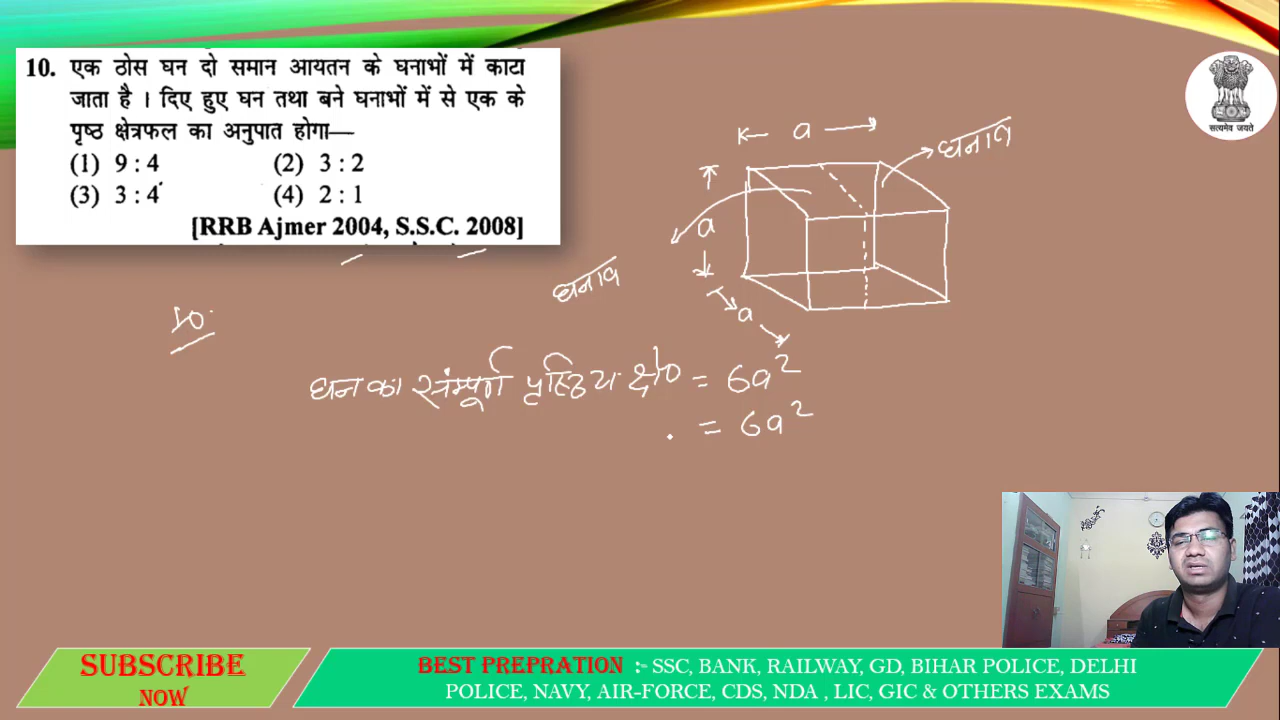 10. एक ठोस घन दो समान आयतन के घनाभों में काटा
जाता है । दिए हुए घन तथा बने घनाभों में से एक के
पृष्ठ क्षेत्रफल का अनुपात होगा—
(1) 9 : 4 (2) 3 : 2
(3) 3 : 4 (4) 2 : 1
[RRB Ajmer 2004, S.S.C. 2008]
सत्यमेव जयते
a
घनाव
a
घनाव
a
10.
घन का संम्पूर्ण पृष्ठिय क्षे० = 6a²
= 6a²
SUBSCRIBE
NOW
BEST PREPRATION :- SSC, BANK, RAILWAY, GD, BIHAR POLICE, DELHI
POLICE, NAVY, AIR-FORCE, CDS, NDA , LIC, GIC & OTHERS EXAMS